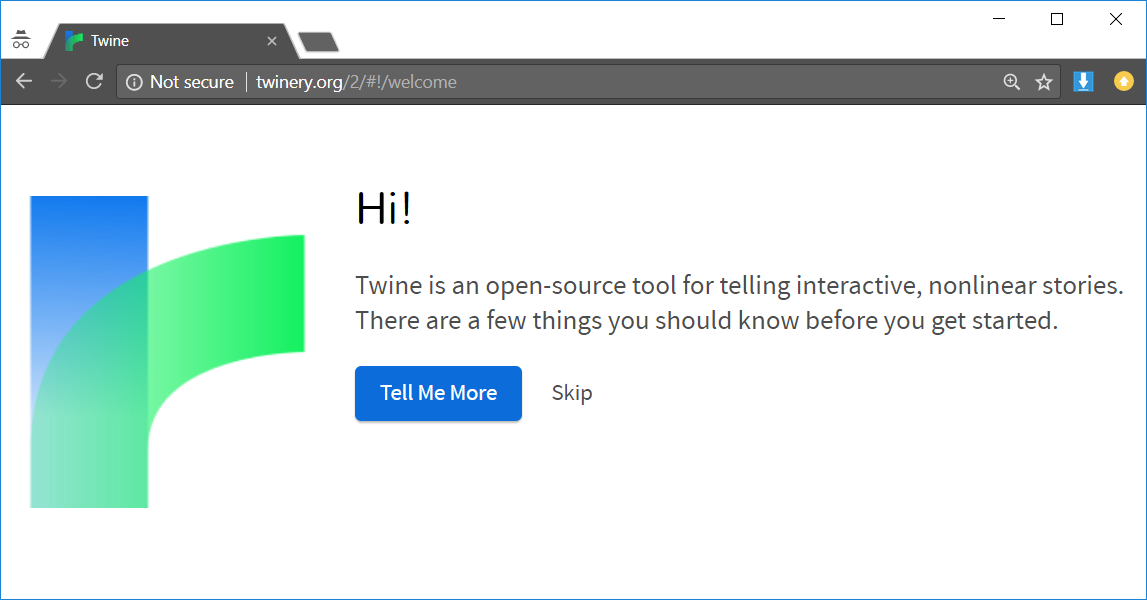 Twine
Not secure twinery.org/2/#!/welcome
Hi!
Twine is an open-source tool for telling interactive, nonlinear stories.
There are a few things you should know before you get started.
Tell Me More Skip